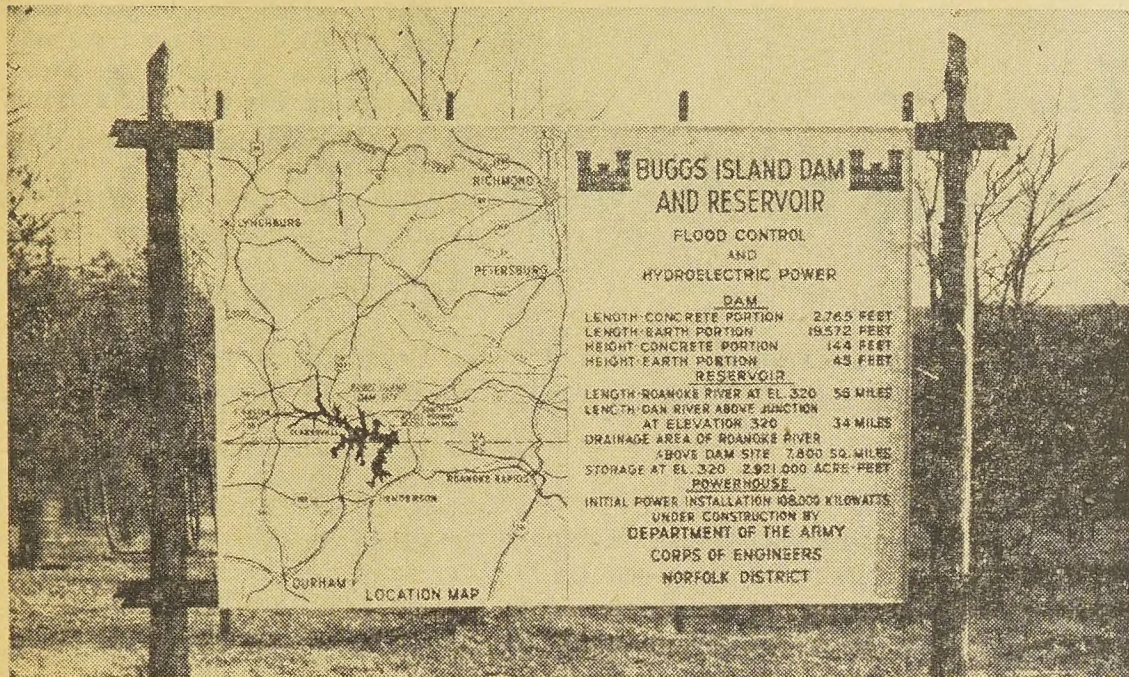 RICHMOND
LYNCHBURG
PETERSBURG
BUGGS ISLAND
DAM SITE
CLARKSVILLE
ROANOKE RAPIDS
HENDERSON
DURHAM
LOCATION MAP
BUGGS ISLAND DAM
AND RESERVOIR
FLOOD CONTROL
AND
HYDROELECTRIC POWER
DAM
LENGTH-CONCRETE PORTION 2,765 FEET
LENGTH-EARTH PORTION 19,572 FEET
HEIGHT-CONCRETE PORTION 144 FEET
HEIGHT-EARTH PORTION 45 FEET
RESERVOIR
LENGTH-ROANOKE RIVER AT EL. 320 56 MILES
LENGTH-DAN RIVER ABOVE JUNCTION
AT ELEVATION 320 34 MILES
DRAINAGE AREA OF ROANOKE RIVER
ABOVE DAM SITE 7,800 SQ. MILES
STORAGE AT EL. 320 2,921,000 ACRE-FEET
POWERHOUSE
INITIAL POWER INSTALLATION 108,000 KILOWATTS
UNDER CONSTRUCTION BY
DEPARTMENT OF THE ARMY
CORPS OF ENGINEERS
NORFOLK DISTRICT